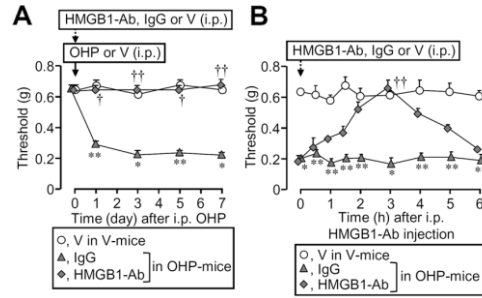 A
HMGB1-Ab, IgG or V (i.p.)
OHP or V (i.p.)
Threshold (g)
0.8
0.6
0.4
0.2
0
†
††
†
††
**
*
**
*
0 1 3 5 7
Time (day) after i.p. OHP
, V in V-mice
, IgG
, HMGB1-Ab
in OHP-mice
B
HMGB1-Ab, IgG or V (i.p.)
Threshold (g)
0.8
0.6
0.4
0.2
0
††
* ** ** ** ** * ** ** *
0 1 2 3 4 5 6
Time (h) after i.p.
HMGB1-Ab injection
, V in V-mice
, IgG
, HMGB1-Ab
in OHP-mice